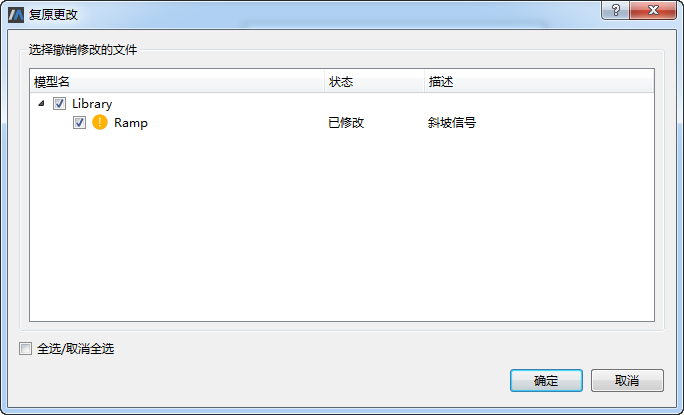 复原更改
选择撤销修改的文件
模型名 状态 描述
Library
Ramp 已修改 斜坡信号
全选/取消全选
确定 取消